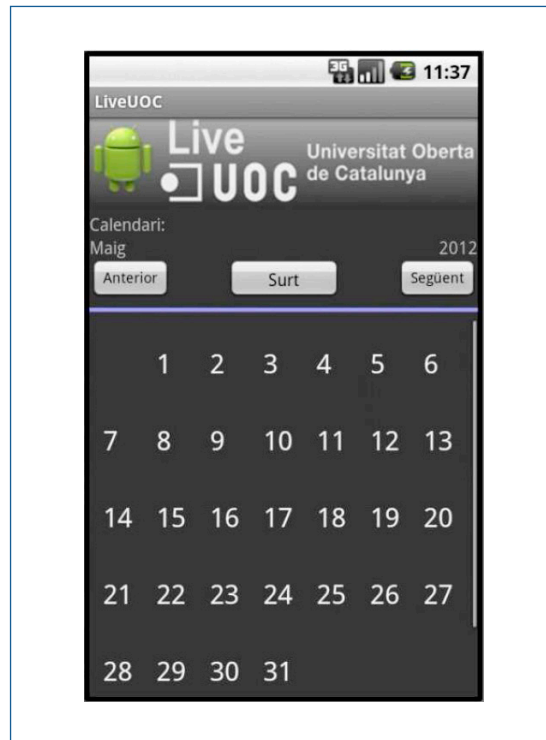 3G 11:37
LiveUOC
Live UOC
Universitat Oberta
de Catalunya
Calendari:
Maig 2012
Anterior Surt Següent
1 2 3 4 5 6
7 8 9 10 11 12 13
14 15 16 17 18 19 20
21 22 23 24 25 26 27
28 29 30 31